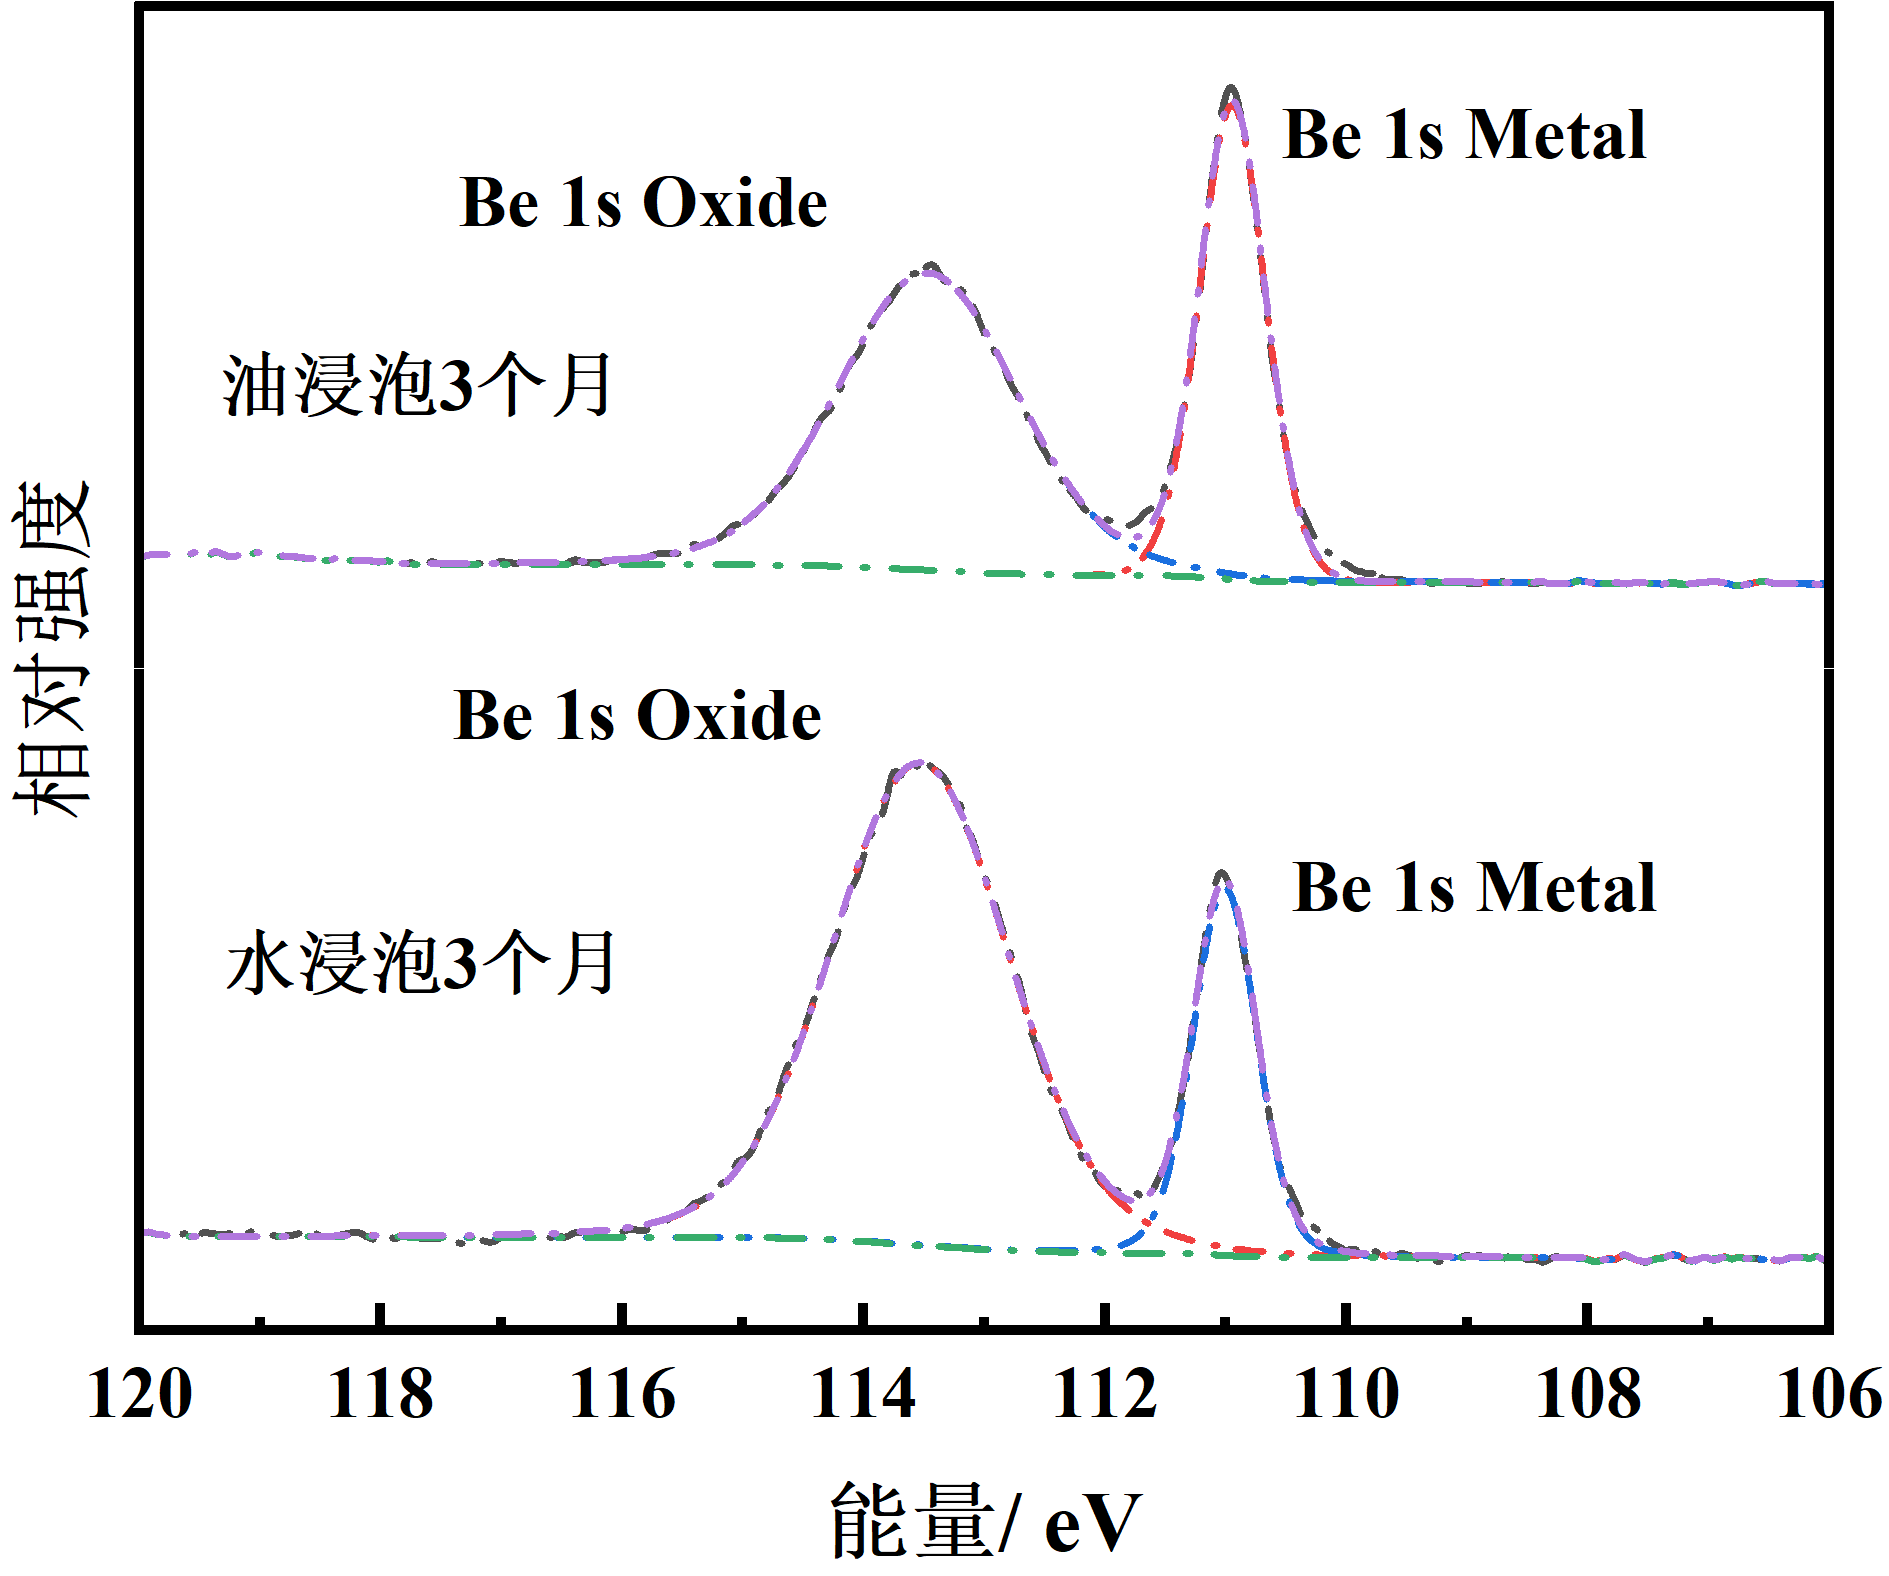 Be 1s Metal
Be 1s Oxide
油浸泡3个月
相对强度
Be 1s Oxide
Be 1s Metal
水浸泡3个月
120 118 116 114 112 110 108 106
能量/ eV